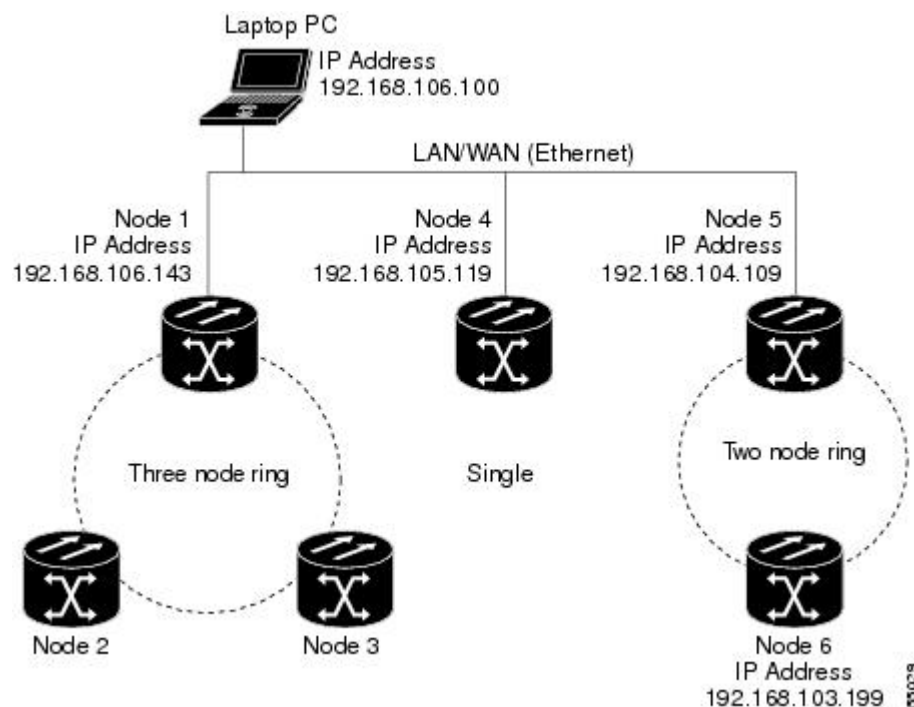 Laptop PC
IP Address
192.168.106.100
LAN/WAN (Ethernet)
Node 1
IP Address
192.168.106.143
Node 4
IP Address
192.168.105.119
Node 5
IP Address
192.168.104.109
Three node ring
Single
Two node ring
Node 2
Node 3
Node 6
IP Address
192.168.103.199
55029